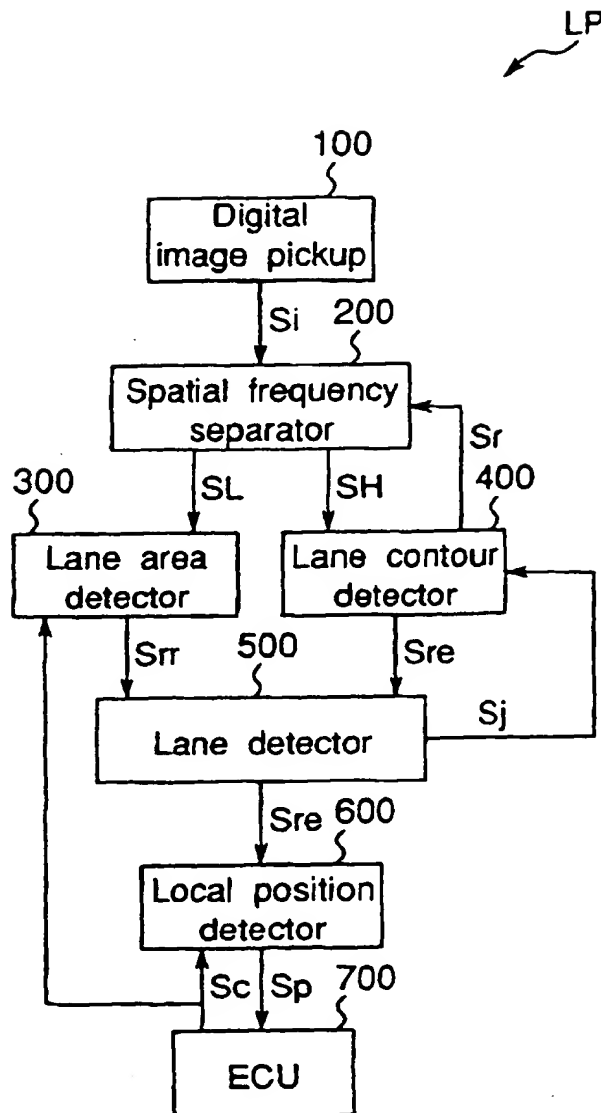 LP
100
Digital
image pickup
Si
200
Spatial frequency
separator
Sr
SL
SH
300
400
Lane area
detector
Lane contour
detector
Srr
500
Sre
Sj
Lane detector
Sre
600
Local position
detector
Sc
Sp
700
ECU